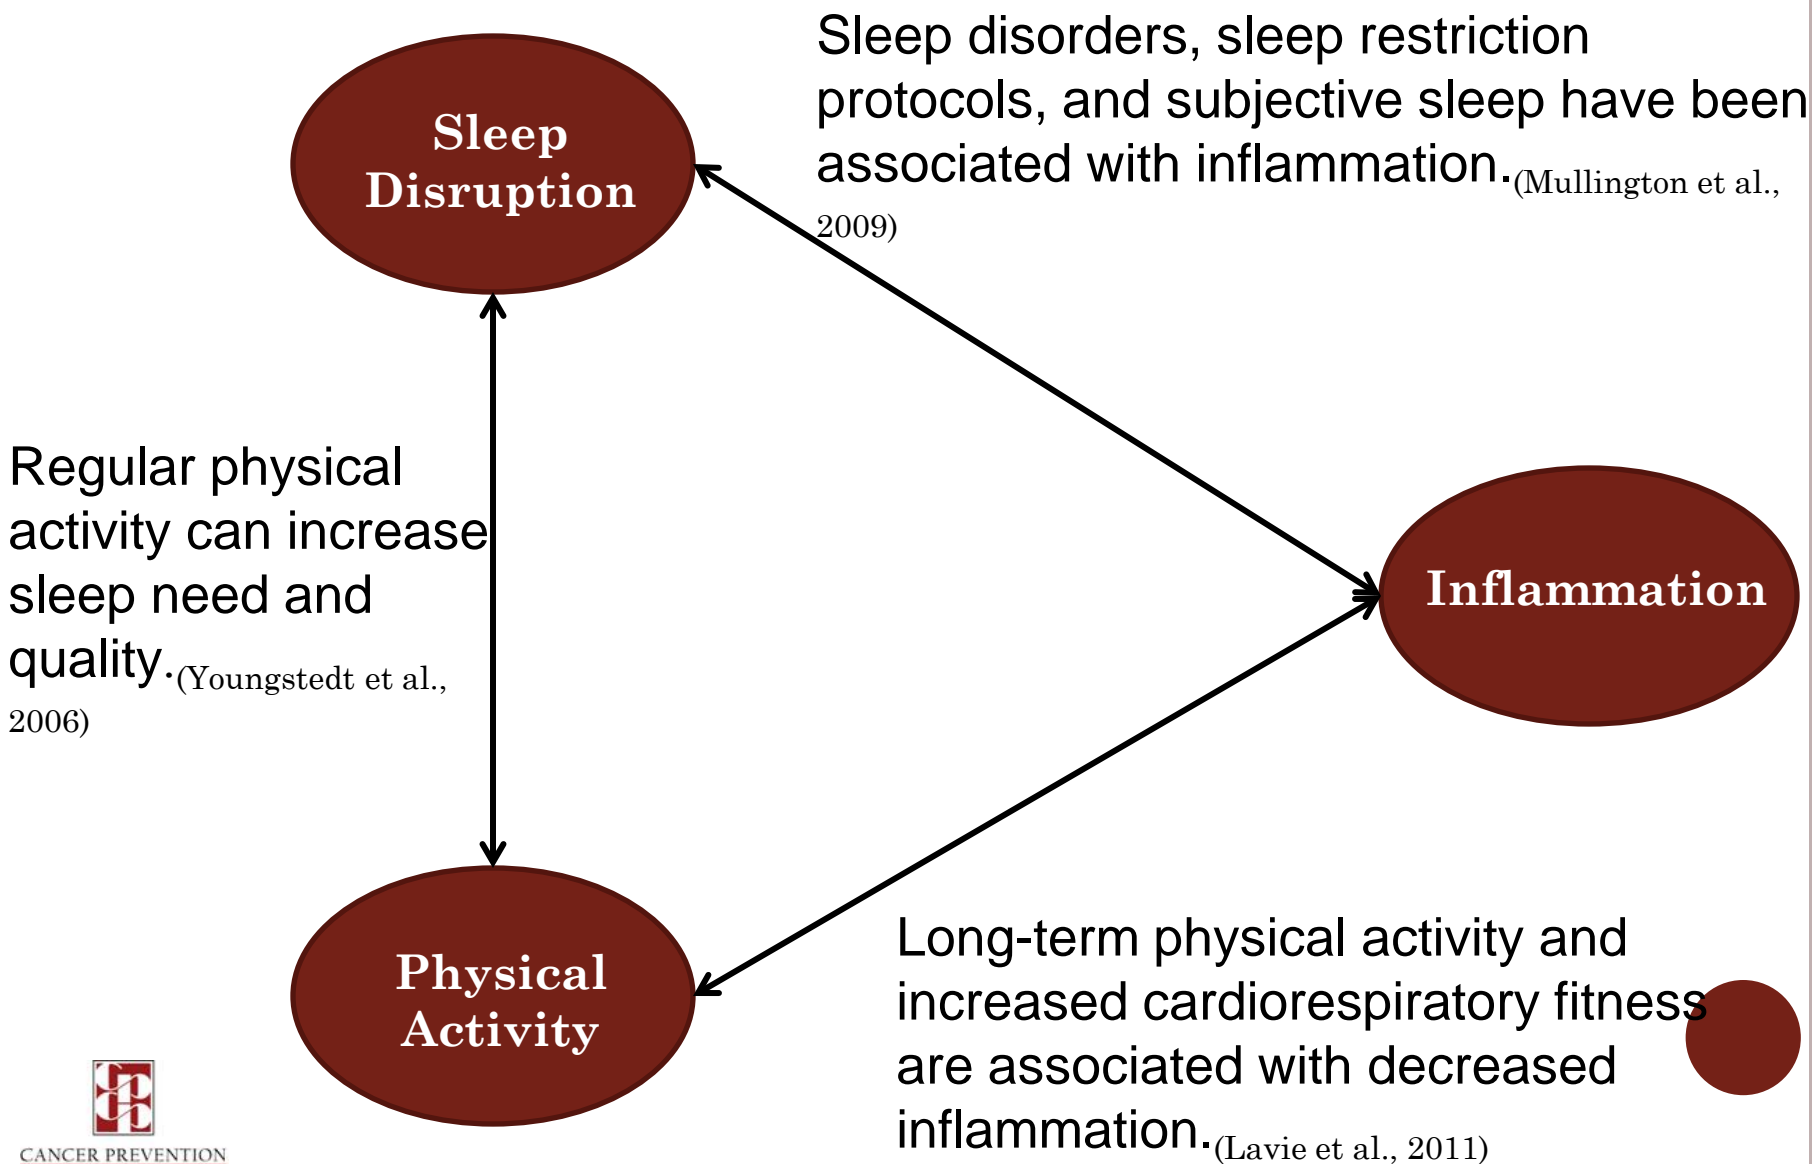 Sleep disorders, sleep restriction
protocols, and subjective sleep have been
associated with inflammation.(Mullington et al.,
2009)
Sleep
Disruption
Regular physical
activity can increase
sleep need and
quality.(Youngstedt et al.,
2006)
Inflammation
Physical
Activity
Long-term physical activity and
increased cardiorespiratory fitness
are associated with decreased
inflammation.(Lavie et al., 2011)
CANCER PREVENTION